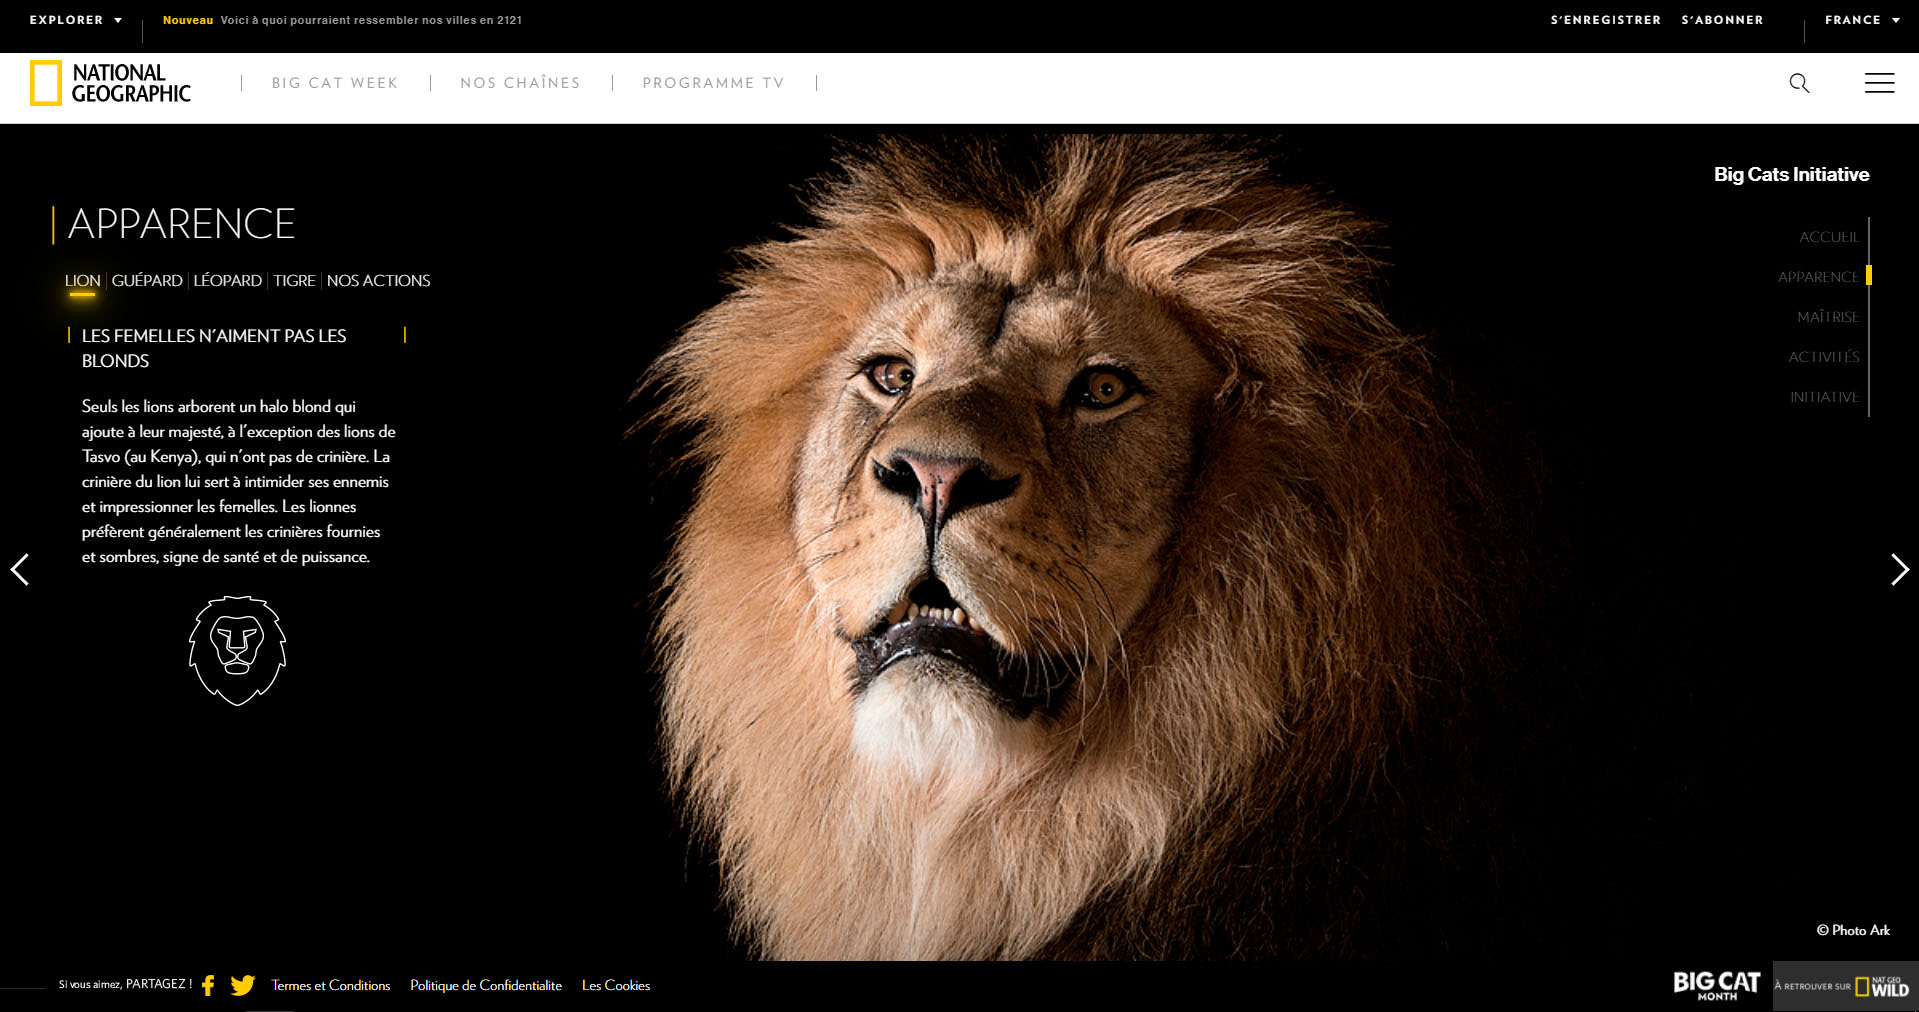 EXPLORER
Nouveau Voici à quoi pourraient ressembler nos villes en 2121
S'ENREGISTRER
S'ABONNER
FRANCE
NATIONAL
GEOGRAPHIC
BIG CAT WEEK
NOS CHAÎNES
PROGRAMME TV
Big Cats Initiative
APPARENCE
LION
GUÉPARD
LÉOPARD
TIGRE
NOS ACTIONS
LES FEMELLES N'AIMENT PAS LES
BLONDS
Seuls les lions arborent un halo blond qui
ajoute à leur majesté, à l'exception des lions de
Tasvo (au Kenya), qui n'ont pas de crinière. La
crinière du lion lui sert à intimider ses ennemis
et impressionner les femelles. Les lionnes
préfèrent généralement les crinières fournies
et sombres, signe de santé et de puissance.
ACCUEIL
APPARENCE
MAÎTRISE
ACTIVITÉS
INITIATIVE
© Photo Ark
Si vous aimez, PARTAGEZ !
Termes et Conditions
Politique de Confidentialite
Les Cookies
BIG CAT
MONTH
À RETROUVER SUR
NAT GEO
WILD